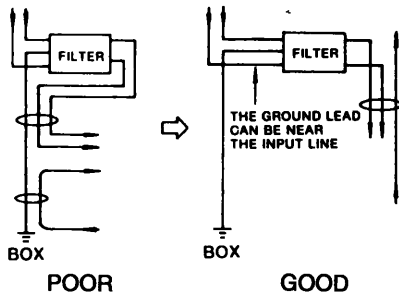 FILTER
FILTER
THE GROUND LEAD
CAN BE NEAR
THE INPUT LINE
BOX
BOX
POOR
GOOD